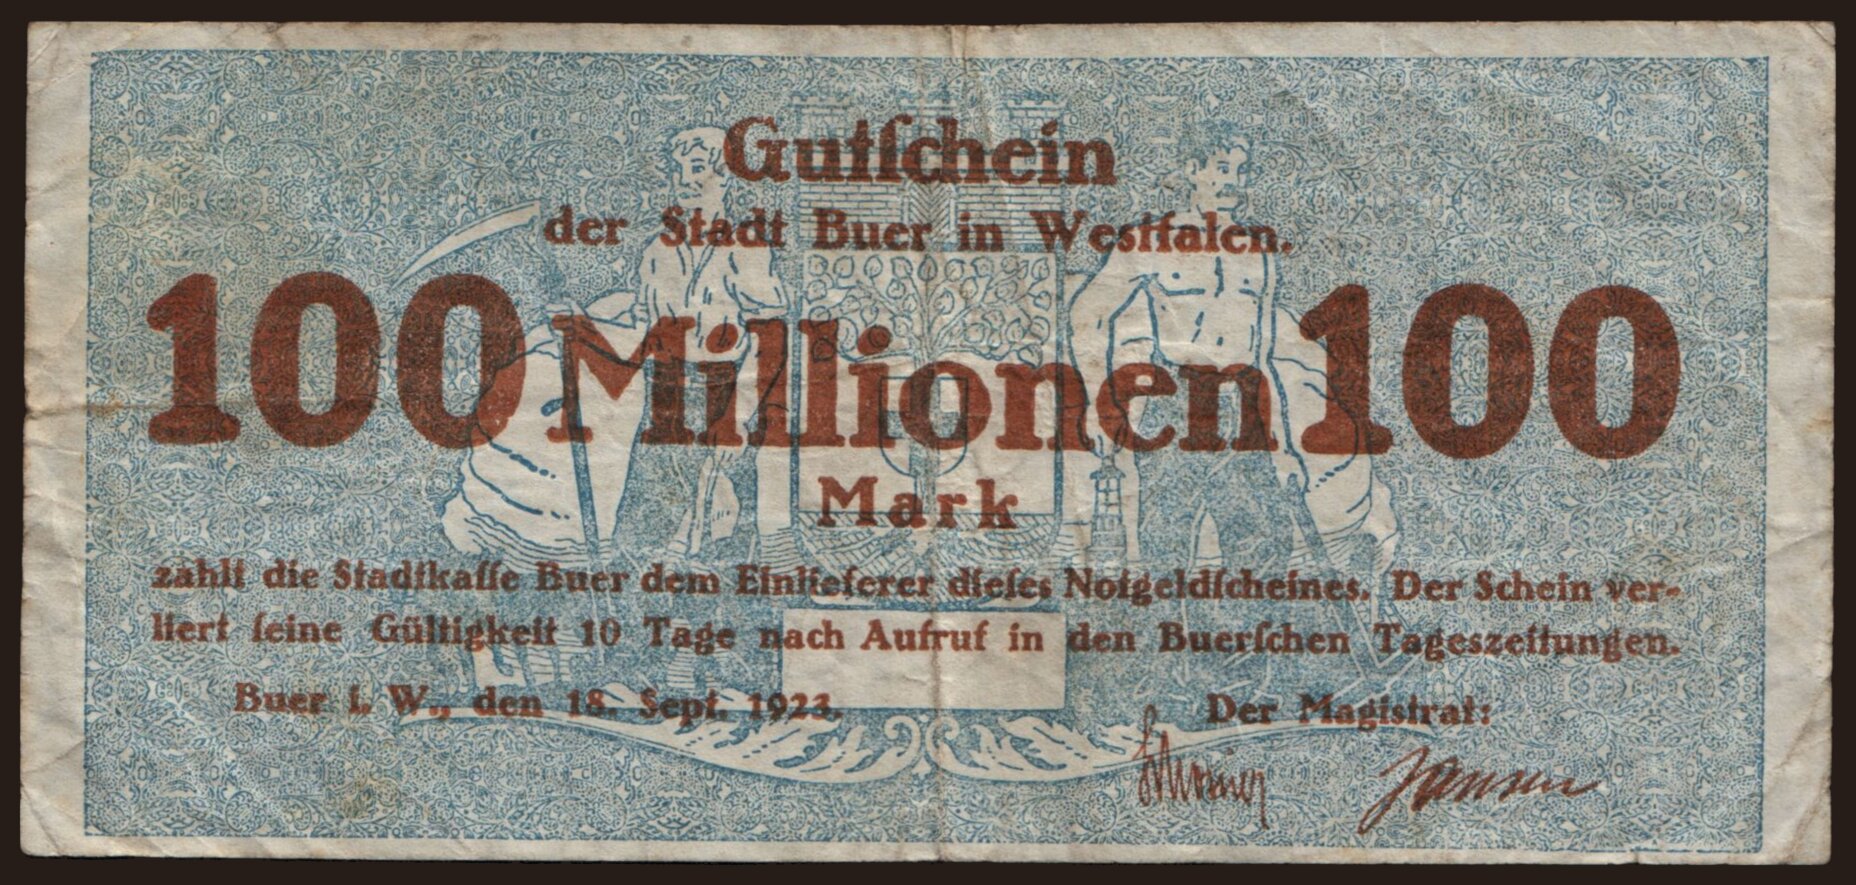 Gutſchein
der Stadt Buer in Westfalen.
100 Millionen 100
Mark
zahlt die Stadtkaſſe Buer dem Einlieferer dieſes Notgeldſcheines. Der Schein ver-
liert ſeine Gültigkeit 10 Tage nach Aufruf in den Buerſchen Tageszeitungen.
Buer i. W., den 18. Sept. 1923.
Der Magistrat:
Jansen